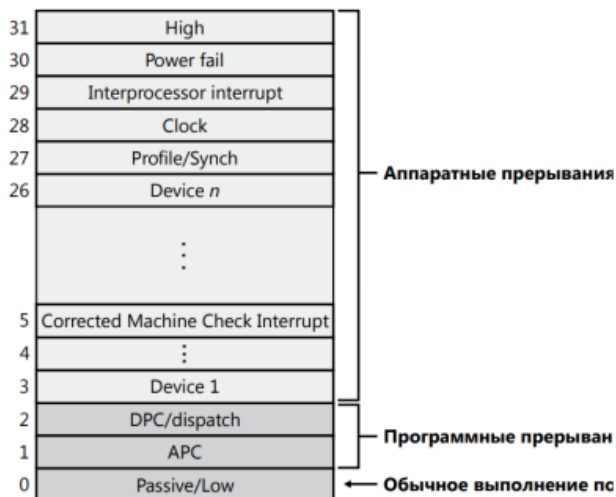 31 High
30 Power fail
29 Interprocessor interrupt
28 Clock
27 Profile/Synch
26 Device n
Аппаратные прерывания
⋮
5 Corrected Machine Check Interrupt
4 ⋮
3 Device 1
2 DPC/dispatch
Программные прерыван
1 APC
0 Passive/Low
Обычное выполнение по